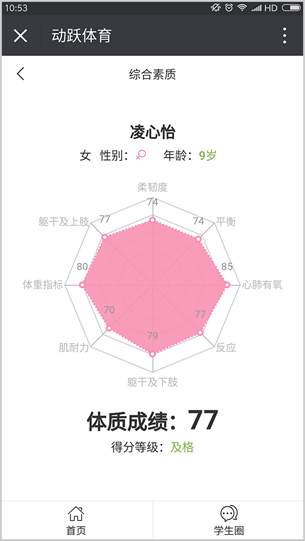 10:53
HD
动跃体育
综合素质
凌心怡
女 性别： 年龄：9岁
柔韧度
74
77
74
躯干及上肢
平衡
80
85
体重指标
心肺有氧
70
77
肌耐力
79
反应
躯干及下肢
体质成绩：77
得分等级：及格
首页
学生圈